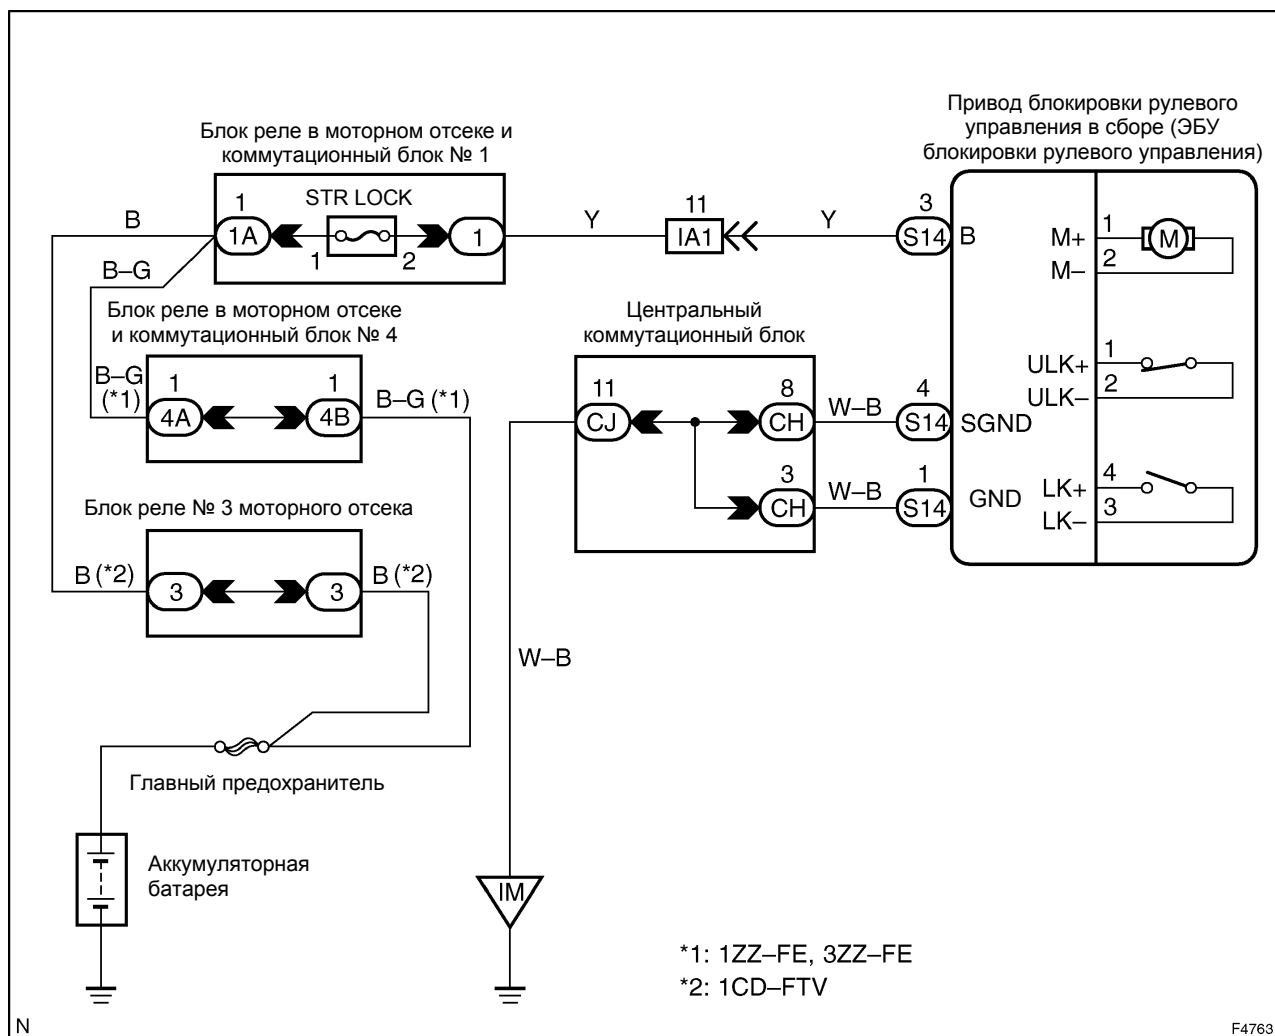 Блок реле в моторном отсеке и
коммутационный блок № 1
1
STR LOCK
B
1A
1
2
1
Y
11
IA1
Y
3
S14
B
Привод блокировки рулевого
управления в сборе (ЭБУ
блокировки рулевого управления)
M+
1
M
M–
2
ULK+
1
ULK–
2
LK+
4
LK–
3
B–G
Блок реле в моторном отсеке
и коммутационный блок № 4
B–G
(*1)
1
4A
1
4B
B–G (*1)
Центральный
коммутационный блок
11
CJ
8
CH
W–B
4
S14
SGND
3
CH
W–B
1
S14
GND
Блок реле № 3 моторного отсека
B (*2)
3
3
B (*2)
W–B
Главный предохранитель
Аккумуляторная
батарея
IM
*1: 1ZZ–FE, 3ZZ–FE
*2: 1CD–FTV
N
F4763